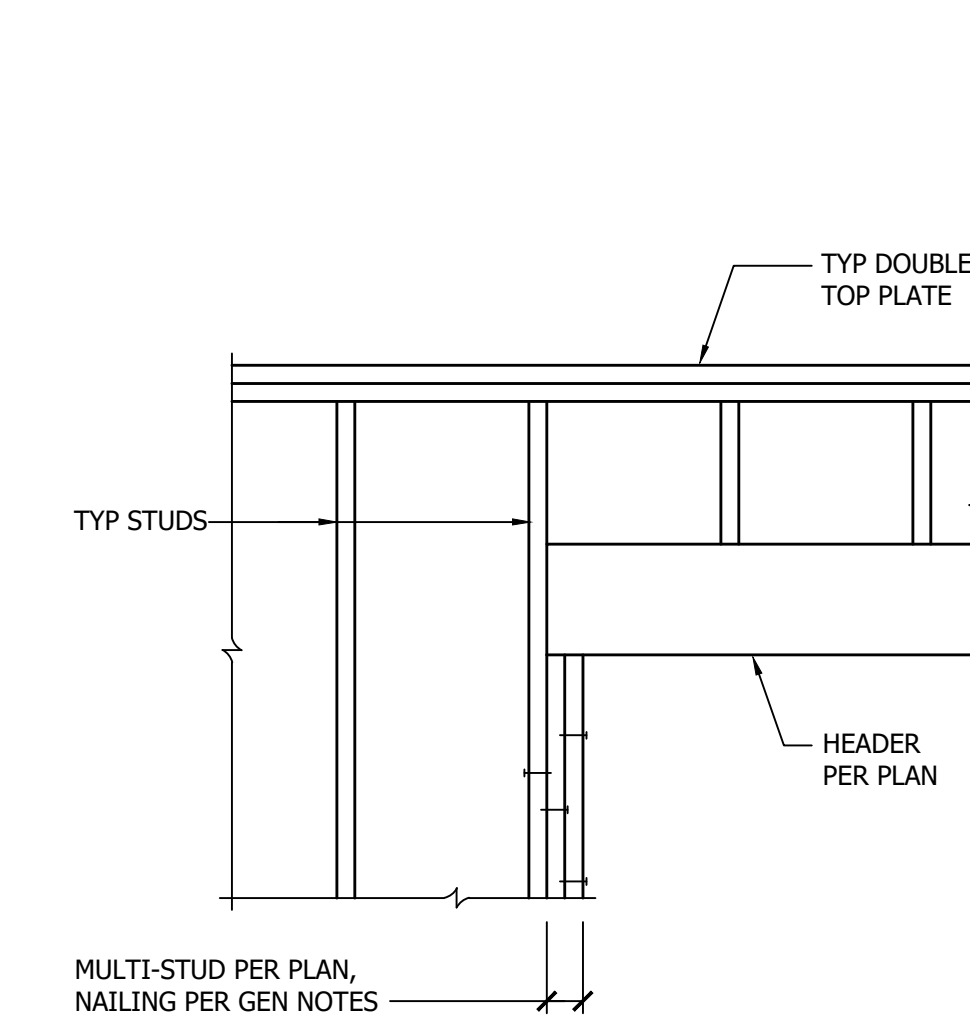 TYP DOUBLE
TOP PLATE
TYP STUDS
HEADER
PER PLAN
MULTI-STUD PER PLAN,
NAILING PER GEN NOTES